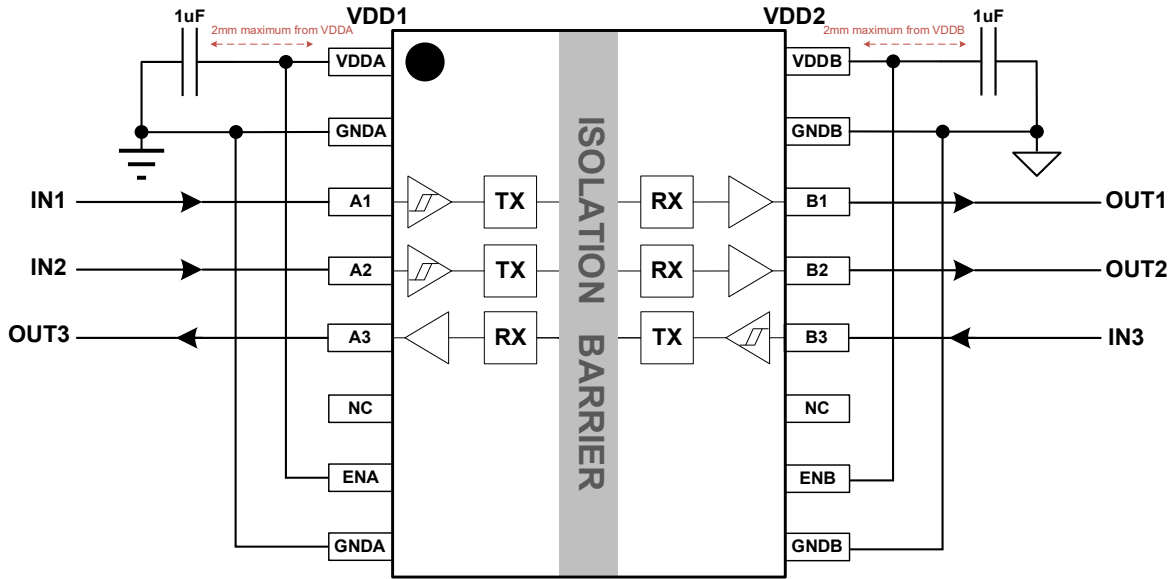 1uF
VDD1
VDD2
1uF
2mm maximum from VDDA
2mm maximum from VDDB
VDDA
VDDB
GNDA
GNDB
IN1
A1
TX
RX
B1
OUT1
IN2
A2
TX
RX
B2
OUT2
OUT3
A3
RX
TX
B3
IN3
ISOLATION BARRIER
NC
NC
ENA
ENB
GNDA
GNDB